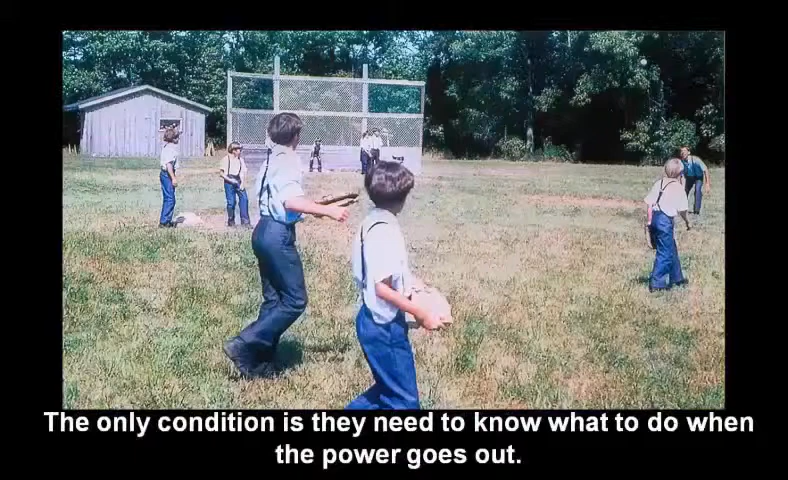 The only condition is they need to know what to do when
the power goes out.